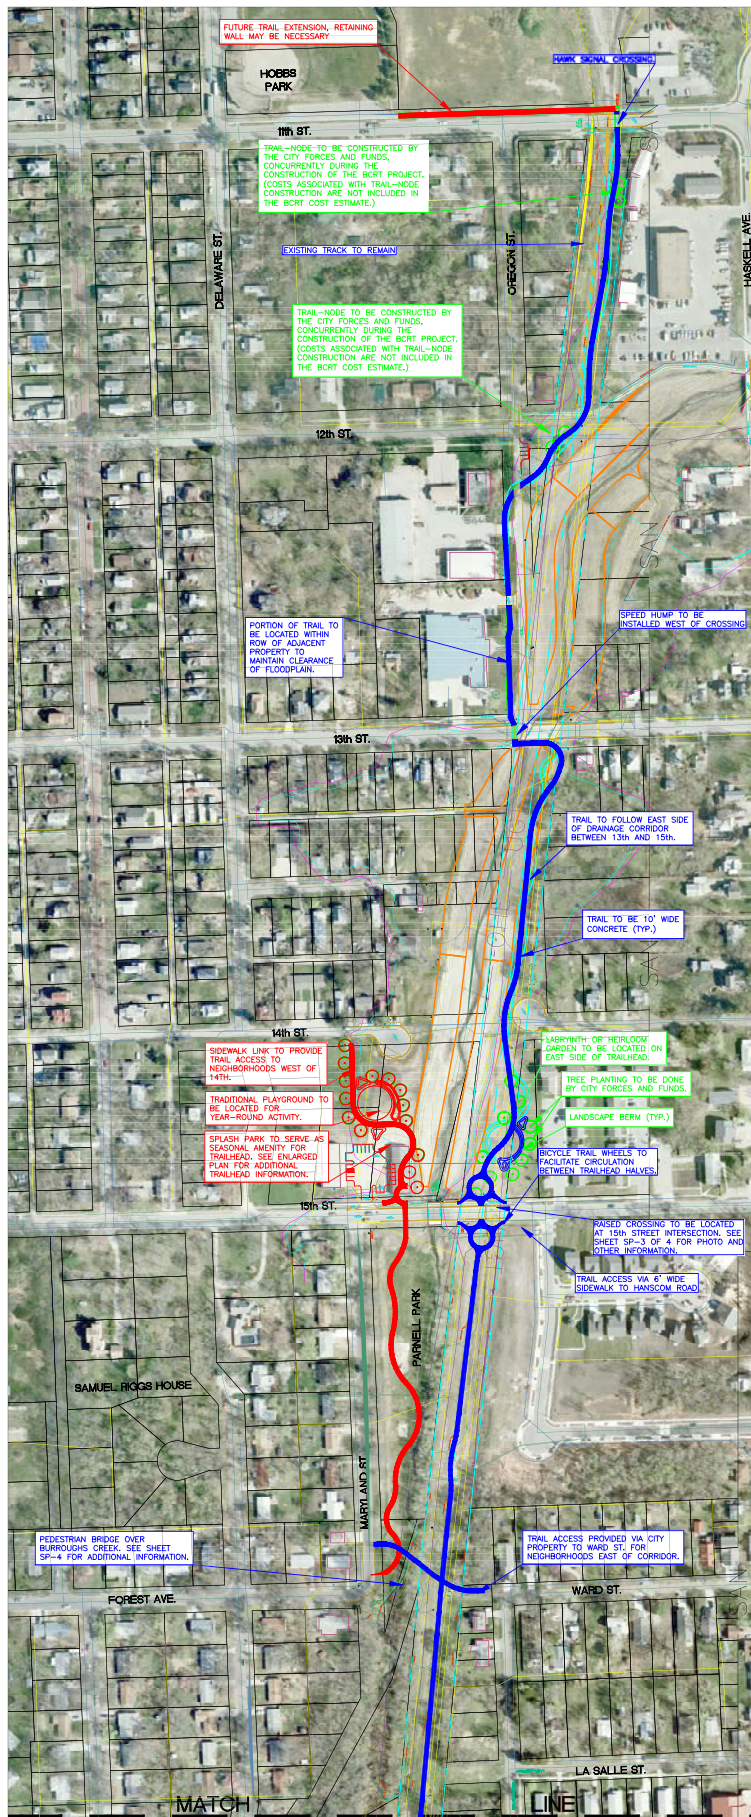 FUTURE TRAIL EXTENSION, RETAINING
WALL MAY BE NECESSARY
HOBBS
PARK
HAWK SIGNAL CROSSING.
11th ST.
TRAIL-NODE TO BE CONSTRUCTED BY
THE CITY FORCES AND FUNDS,
CONCURRENTLY DURING THE
CONSTRUCTION OF THE BCRT PROJECT.
(COSTS ASSOCIATED WITH TRAIL-NODE
CONSTRUCTION ARE NOT INCLUDED IN
THE BCRT COST ESTIMATE.)
SAN
DELAWARE ST.
OREGON ST.
HASKELL AVE.
EXISTING TRACK TO REMAIN
TRAIL-NODE TO BE CONSTRUCTED BY
THE CITY FORCES AND FUNDS,
CONCURRENTLY DURING THE
CONSTRUCTION OF THE BCRT PROJECT.
(COSTS ASSOCIATED WITH TRAIL-NODE
CONSTRUCTION ARE NOT INCLUDED IN
THE BCRT COST ESTIMATE.)
12th ST.
SAN
PORTION OF TRAIL TO
BE LOCATED WITHIN
ROW OF ADJACENT
PROPERTY TO
MAINTAIN CLEARANCE
OF FLOODPLAIN.
SPEED HUMP TO BE
INSTALLED WEST OF CROSSING
13th ST.
TRAIL TO FOLLOW EAST SIDE
OF DRAINAGE CORRIDOR
BETWEEN 13th AND 15th.
TRAIL TO BE 10' WIDE
CONCRETE (TYP.)
SAN
14th ST.
SIDEWALK LINK TO PROVIDE
TRAIL ACCESS TO
NEIGHBORHOODS WEST OF
14TH.
LABRYINTH OR HEIRLOOM
GARDEN TO BE LOCATED ON
EAST SIDE OF TRAILHEAD.
TREE PLANTING TO BE DONE
BY CITY FORCES AND FUNDS.
TRADITIONAL PLAYGROUND TO
BE LOCATED FOR
YEAR-ROUND ACTIVITY.
LANDSCAPE BERM (TYP.)
SPLASH PARK TO SERVE AS
SEASONAL AMENITY FOR
TRAILHEAD. SEE ENLARGED
PLAN FOR ADDITIONAL
TRAILHEAD INFORMATION.
BICYCLE TRAIL WHEELS TO
FACILITATE CIRCULATION
BETWEEN TRAILHEAD HALVES.
15th ST.
RAISED CROSSING TO BE LOCATED
AT 15th STREET INTERSECTION. SEE
SHEET SP-3 OF 4 FOR PHOTO AND
OTHER INFORMATION.
TRAIL ACCESS VIA 6' WIDE
SIDEWALK TO HANSCOM ROAD
PARNELL PARK
SAMUEL RIGGS HOUSE
MARYLAND ST.
PEDESTRIAN BRIDGE OVER
BURROUGHS CREEK. SEE SHEET
SP-4 FOR ADDITIONAL INFORMATION.
TRAIL ACCESS PROVIDED VIA CITY
PROPERTY TO WARD ST. FOR
NEIGHBORHOODS EAST OF CORRIDOR.
FOREST AVE.
WARD ST.
SAN
LA SALLE ST.
MATCH LINE